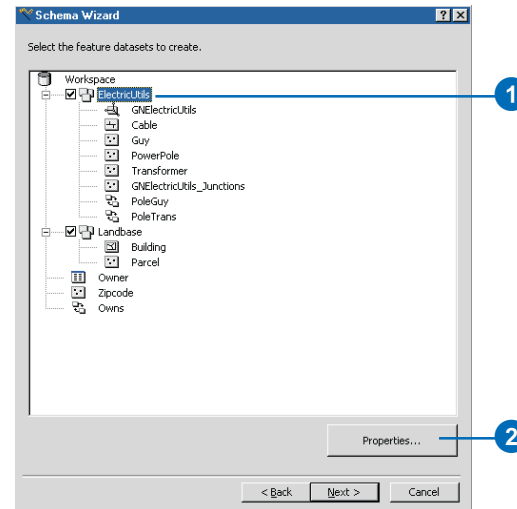 Schema Wizard
Select the feature datasets to create.
Workspace
ElectricUtils
GNElectricUtils
Cable
Guy
PowerPole
Transformer
GNElectricUtils_Junctions
PoleGuy
PoleTrans
Landbase
Building
Parcel
Owner
Zipcode
Owns
1
Properties...
2
< Back
Next >
Cancel